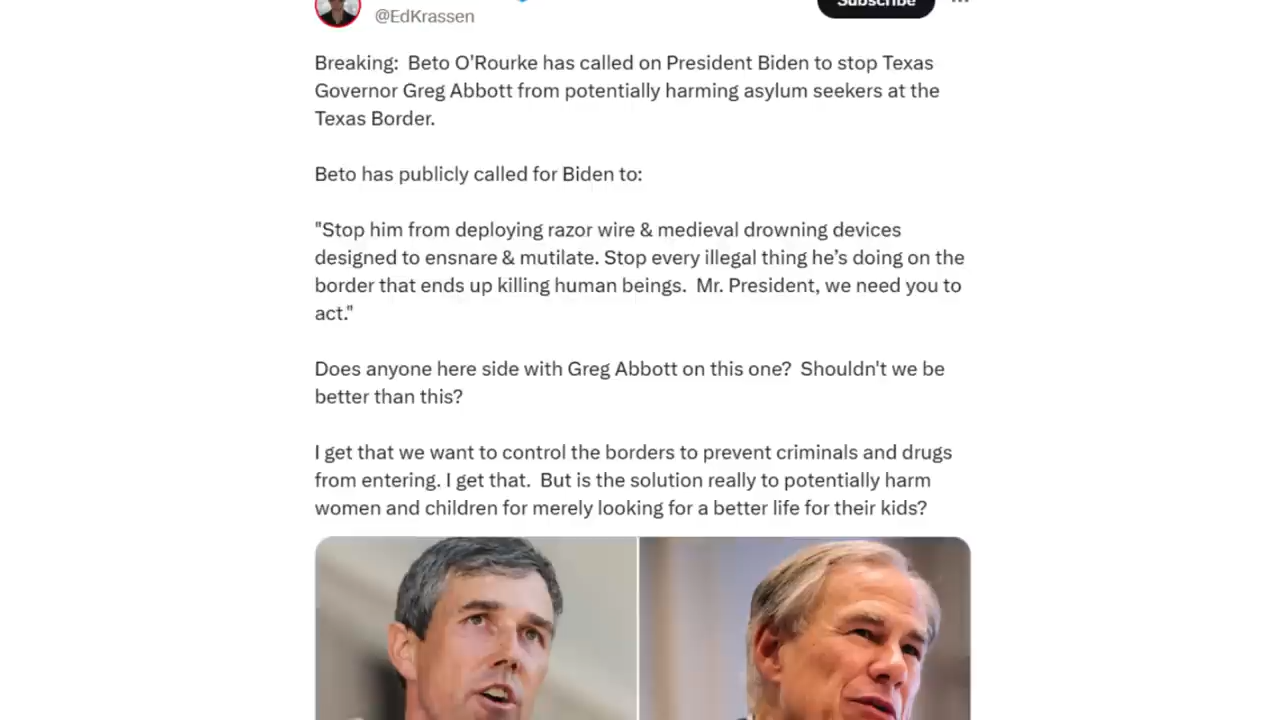 @EdKrassen
Subscribe
Breaking: Beto O'Rourke has called on President Biden to stop Texas
Governor Greg Abbott from potentially harming asylum seekers at the
Texas Border.
Beto has publicly called for Biden to:
"Stop him from deploying razor wire & medieval drowning devices
designed to ensnare & mutilate. Stop every illegal thing he’s doing on the
border that ends up killing human beings.  Mr. President, we need you to
act."
Does anyone here side with Greg Abbott on this one?  Shouldn't we be
better than this?
I get that we want to control the borders to prevent criminals and drugs
from entering. I get that.  But is the solution really to potentially harm
women and children for merely looking for a better life for their kids?